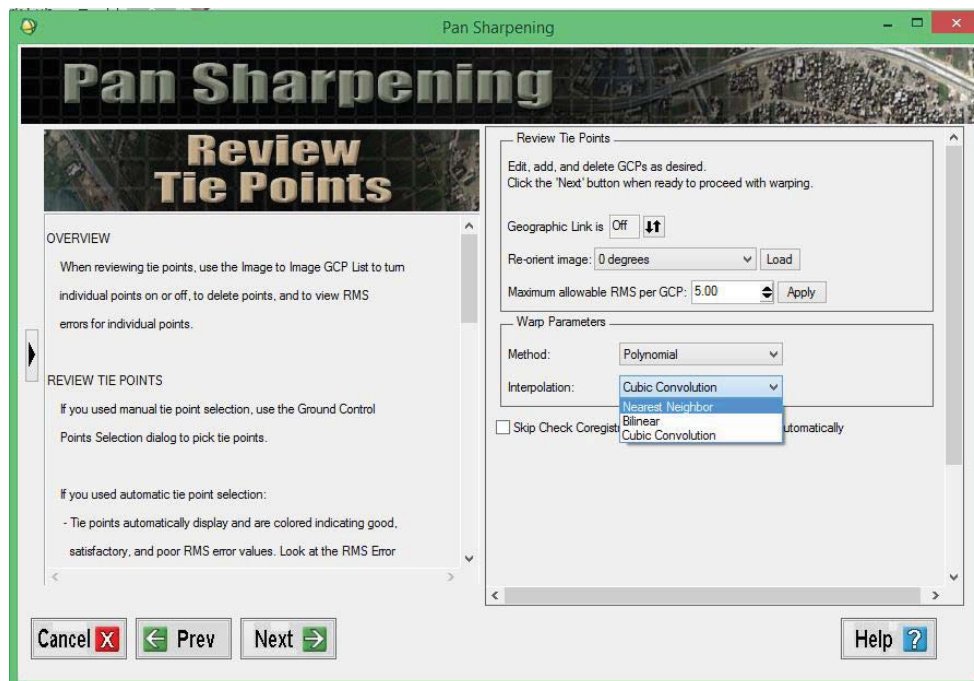 Pan Sharpening
Pan Sharpening
Review
Tie Points
OVERVIEW
When reviewing tie points, use the Image to Image GCP List to turn
individual points on or off, to delete points, and to view RMS
errors for individual points.
REVIEW TIE POINTS
If you used manual tie point selection, use the Ground Control
Points Selection dialog to pick tie points.
If you used automatic tie point selection:
- Tie points automatically display and are colored indicating good,
satisfactory, and poor RMS error values. Look at the RMS Error
Review Tie Points
Edit, add, and delete GCPs as desired.
Click the 'Next' button when ready to proceed with warping.
Geographic Link is Off
Re-orient image: 0 degrees Load
Maximum allowable RMS per GCP: 5.00 Apply
Warp Parameters
Method: Polynomial
Interpolation: Cubic Convolution
Nearest Neighbor
Bilinear
Cubic Convolution
Skip Check Coregist utomatically
Cancel X Prev Next Help ?